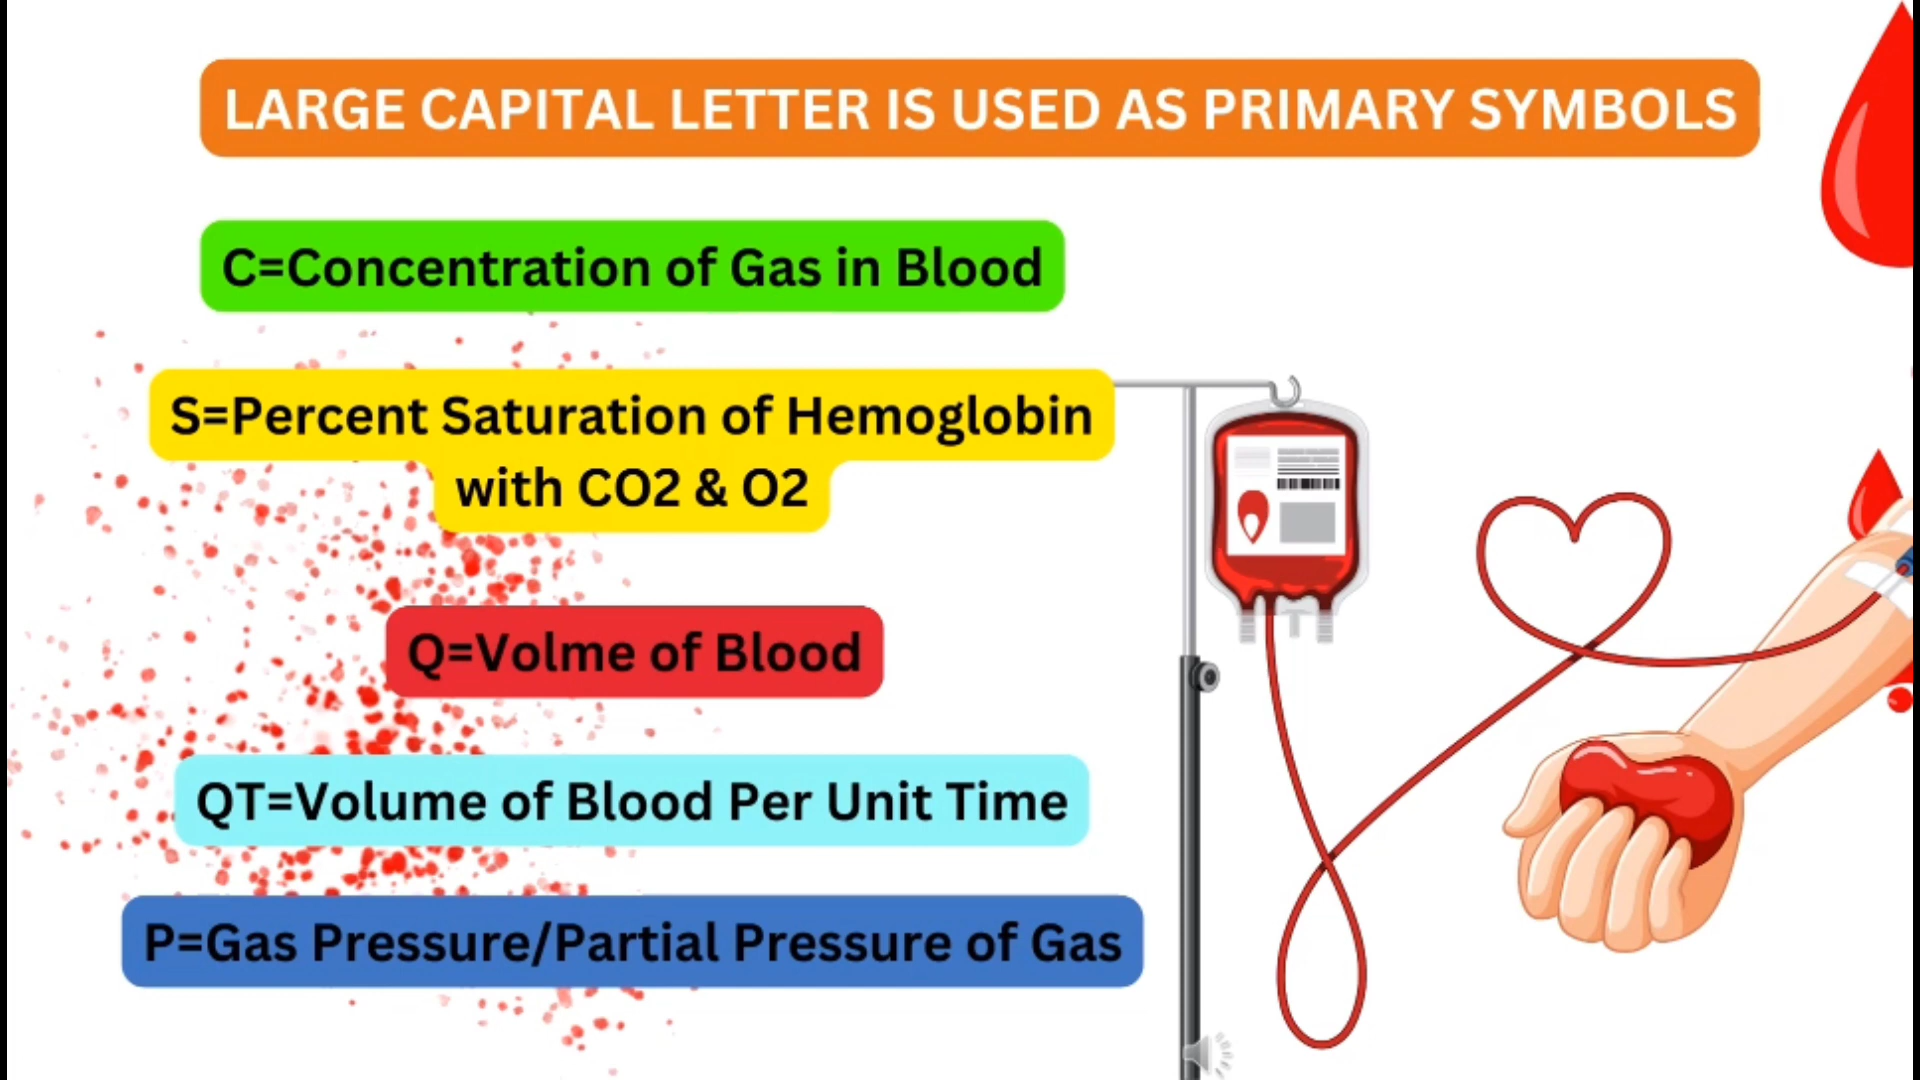 LARGE CAPITAL LETTER IS USED AS PRIMARY SYMBOLS
C=Concentration of Gas in Blood
S=Percent Saturation of Hemoglobin
with CO2 & O2
Q=Volme of Blood
QT=Volume of Blood Per Unit Time
P=Gas Pressure/Partial Pressure of Gas